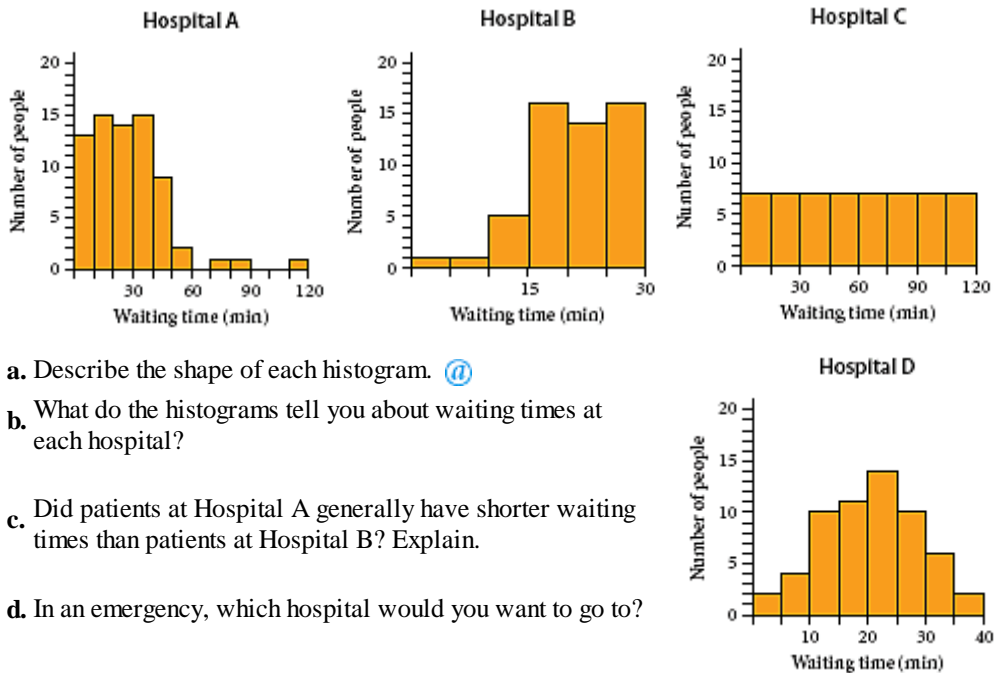 Hospital A
Number of people
20
15
10
5
0
30 60 90 120
Waiting time (min)
Hospital B
Number of people
20
15
10
5
0
15 30
Waiting time (min)
Hospital C
Number of people
20
15
10
5
0
30 60 90 120
Waiting time (min)
a. Describe the shape of each histogram. @
b. What do the histograms tell you about waiting times at
each hospital?
c. Did patients at Hospital A generally have shorter waiting
times than patients at Hospital B? Explain.
d. In an emergency, which hospital would you want to go to?
Hospital D
Number of people
20
15
10
5
0
10 20 30 40
Waiting time (min)